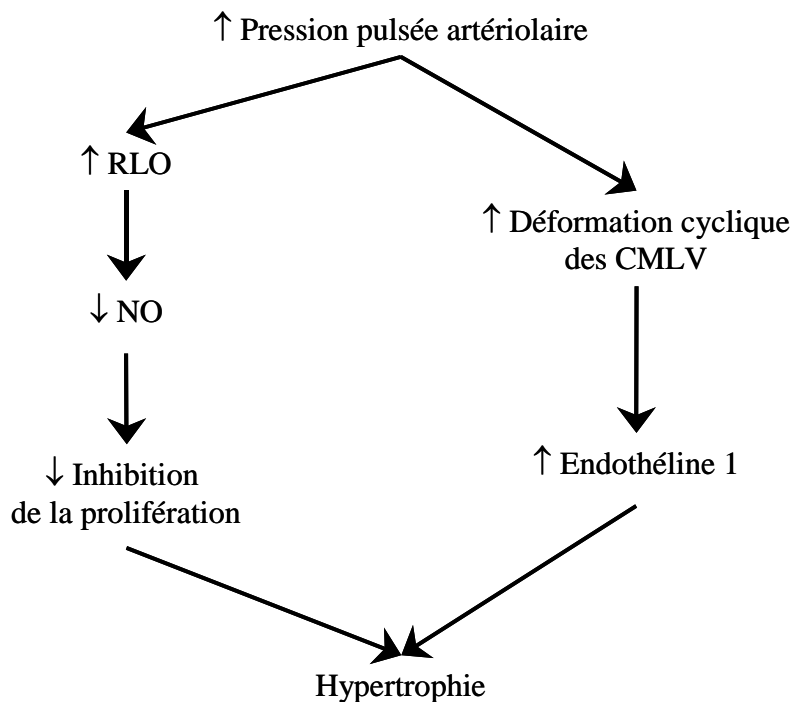 ↑ Pression pulsée artériolaire
↑ RLO
↑ Déformation cyclique
des CMLV
↓ NO
↑ Endothéline 1
↓ Inhibition
de la prolifération
Hypertrophie